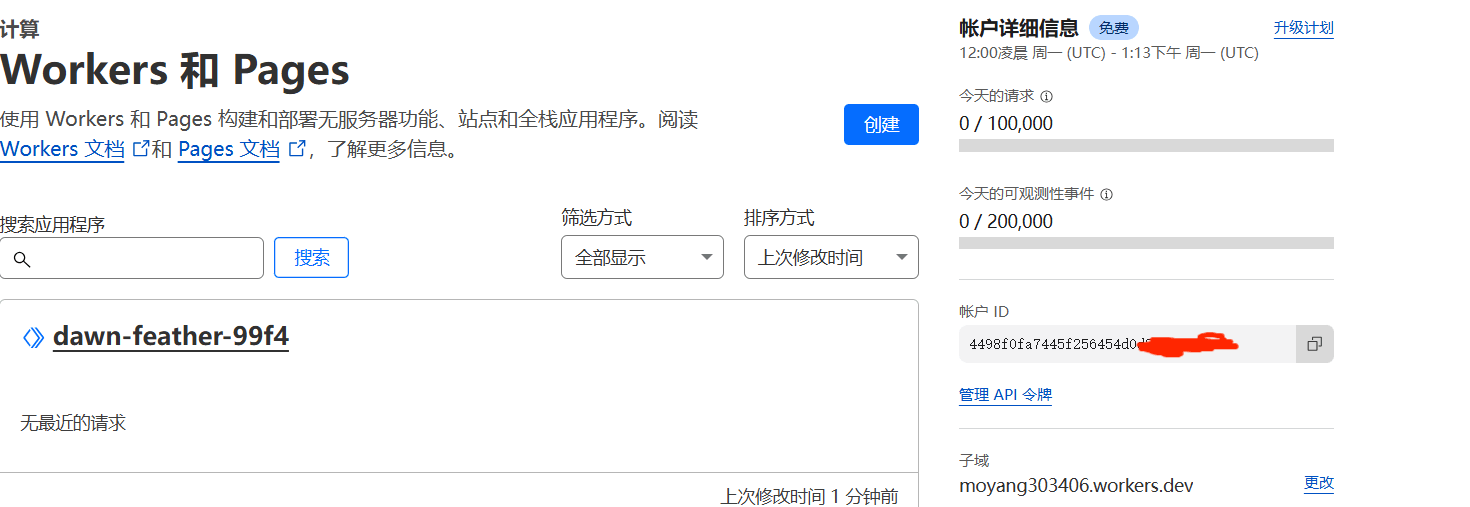 计算
Workers 和 Pages
使用 Workers 和 Pages 构建和部署无服务器功能、站点和全栈应用程序。阅读
Workers 文档和 Pages 文档，了解更多信息。
创建
搜索应用程序
搜索
筛选方式
全部显示
排序方式
上次修改时间
dawn-feather-99f4
无最近的请求
上次修改时间 1 分钟前
帐户详细信息 免费
升级计划
12:00凌晨 周一 (UTC) - 1:13下午 周一 (UTC)
今天的请求
0 / 100,000
今天的可观测性事件
0 / 200,000
帐户 ID
4498f0fa7445f256454d0d
管理 API 令牌
子域
moyang303406.workers.dev
更改